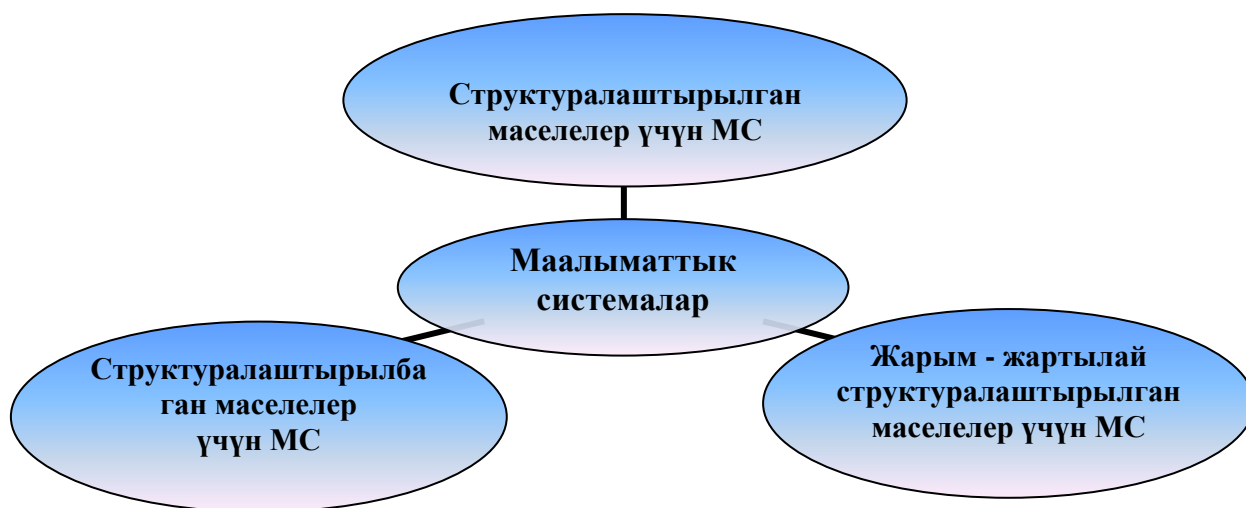 Структуралаштырылган
маселелер үчүн МС
Маалыматтык
системалар
Структуралаштырылба
ган маселелер
үчүн МС
Жарым - жартылай
структуралаштырылган
маселелер үчүн МС